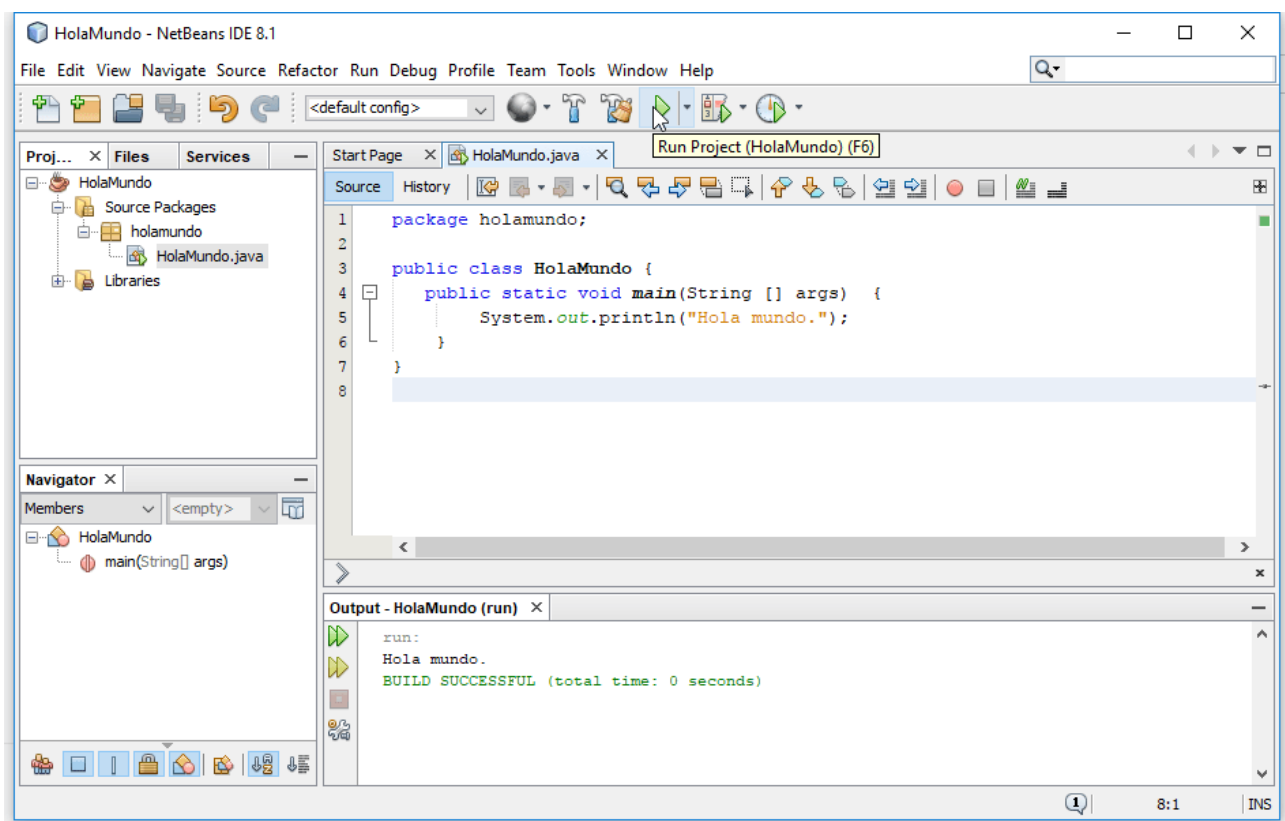 HolaMundo - NetBeans IDE 8.1
File Edit View Navigate Source Refactor Run Debug Profile Team Tools Window Help
<default config>
Run Project (HolaMundo) (F6)
Proj... Files Services
HolaMundo
Source Packages
holamundo
HolaMundo.java
Libraries
Start Page HolaMundo.java
Source History
1 package holamundo;
2
3 public class HolaMundo {
4 public static void main(String [] args) {
5 System.out.println("Hola mundo.");
6 }
7 }
8
Navigator
Members <empty>
HolaMundo
main(String[] args)
Output - HolaMundo (run)
run:
Hola mundo.
BUILD SUCCESSFUL (total time: 0 seconds)
1 8:1 INS